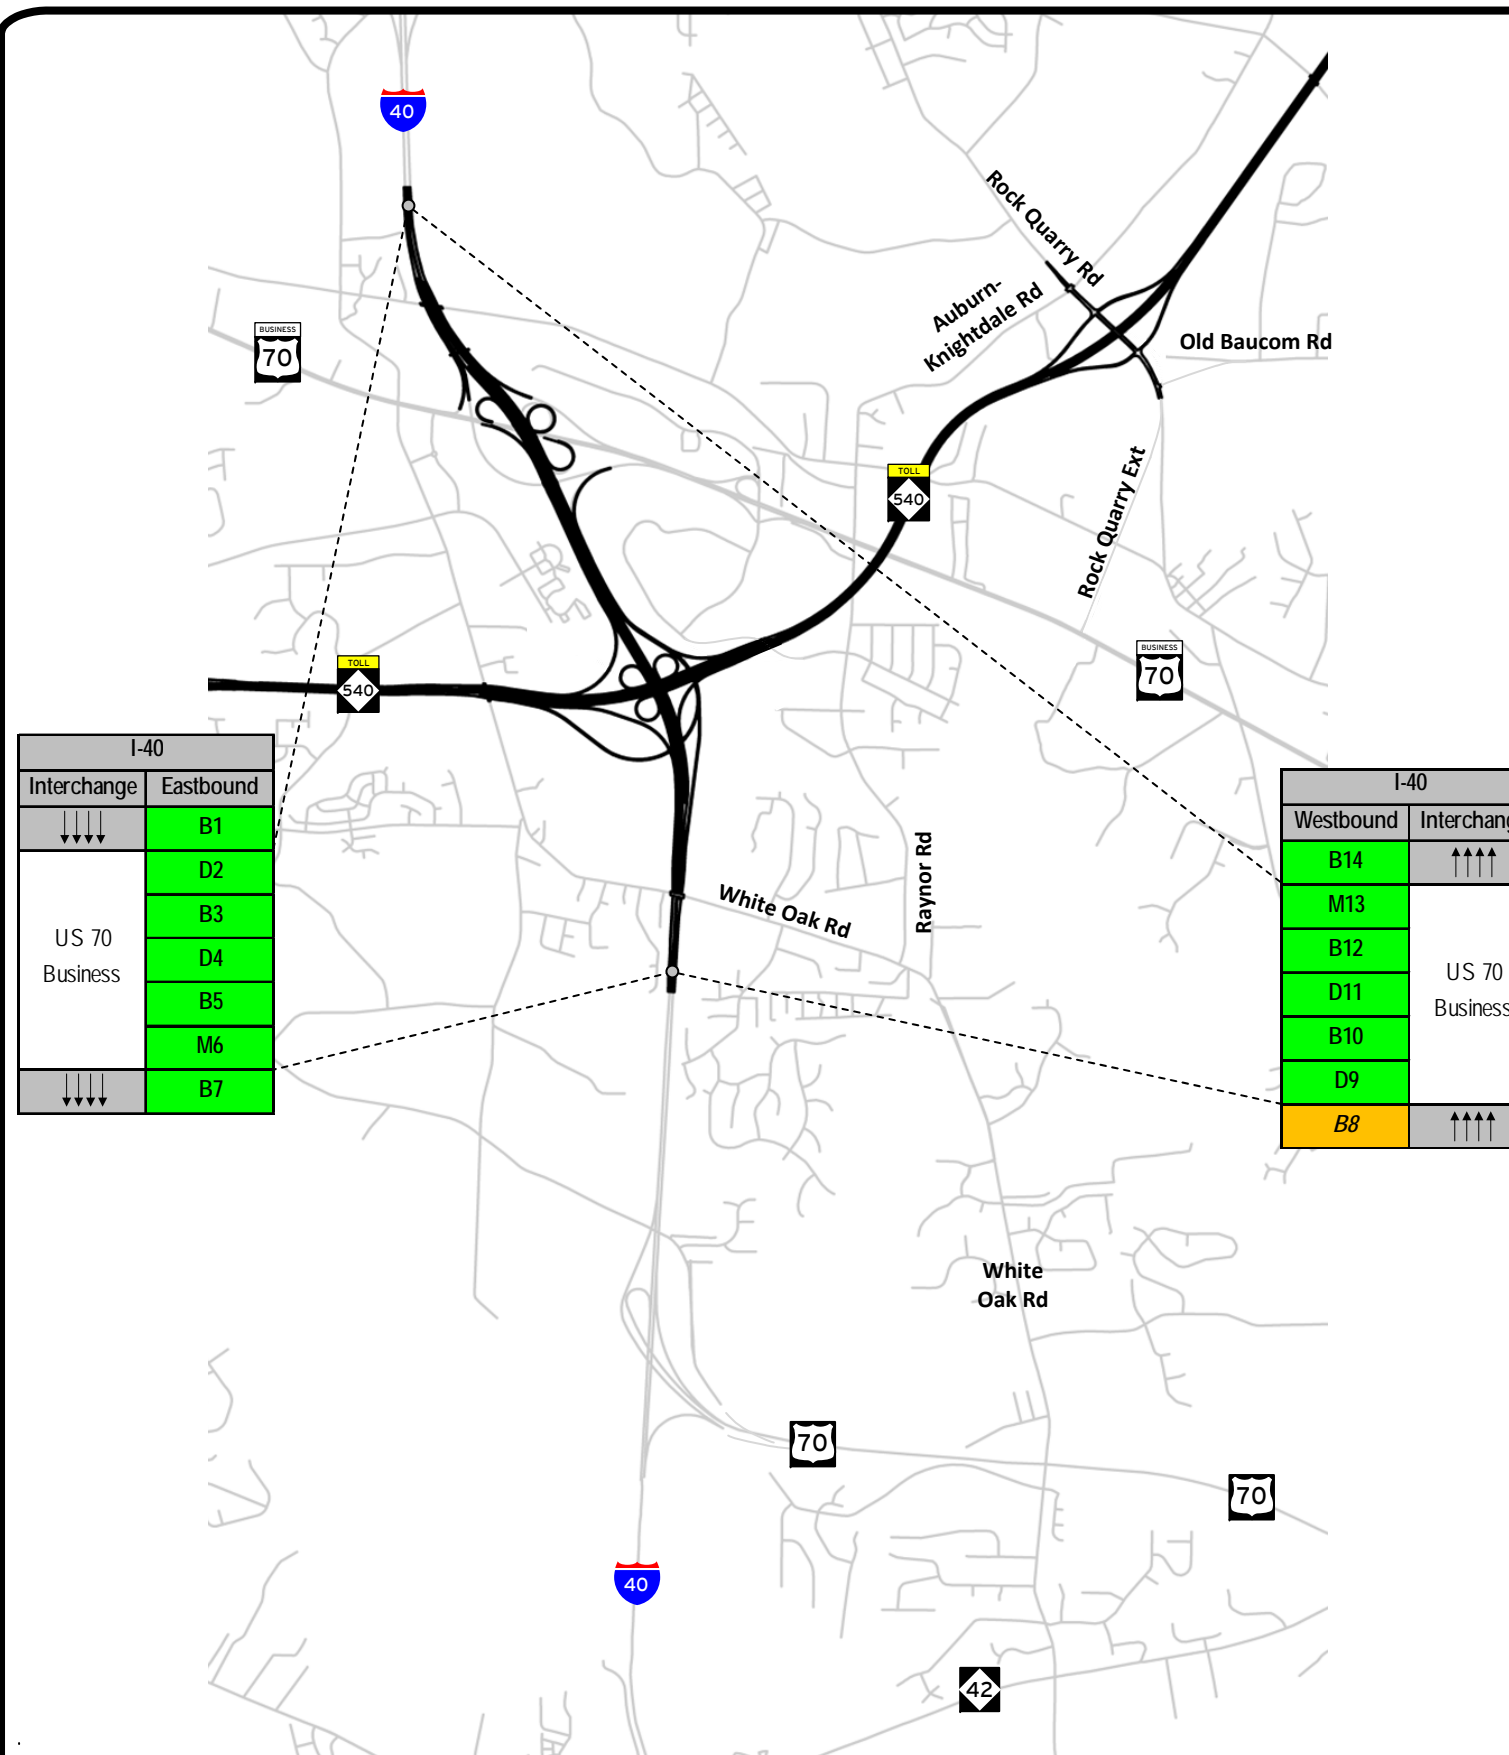 40
Rock Quarry Rd
Auburn-
Knightdale Rd
Old Baucom Rd
BUSINESS
70
TOLL
540
Rock Quarry Ext
BUSINESS
70
TOLL
540
I-40
Interchange Eastbound
B1
D2
B3
D4
B5
M6
B7
US 70
Business
I-40
Westbound Interchang
B14
M13
B12
D11
B10
D9
B8
US 70
Business
White Oak Rd
Raynor Rd
White
Oak Rd
70
70
40
42